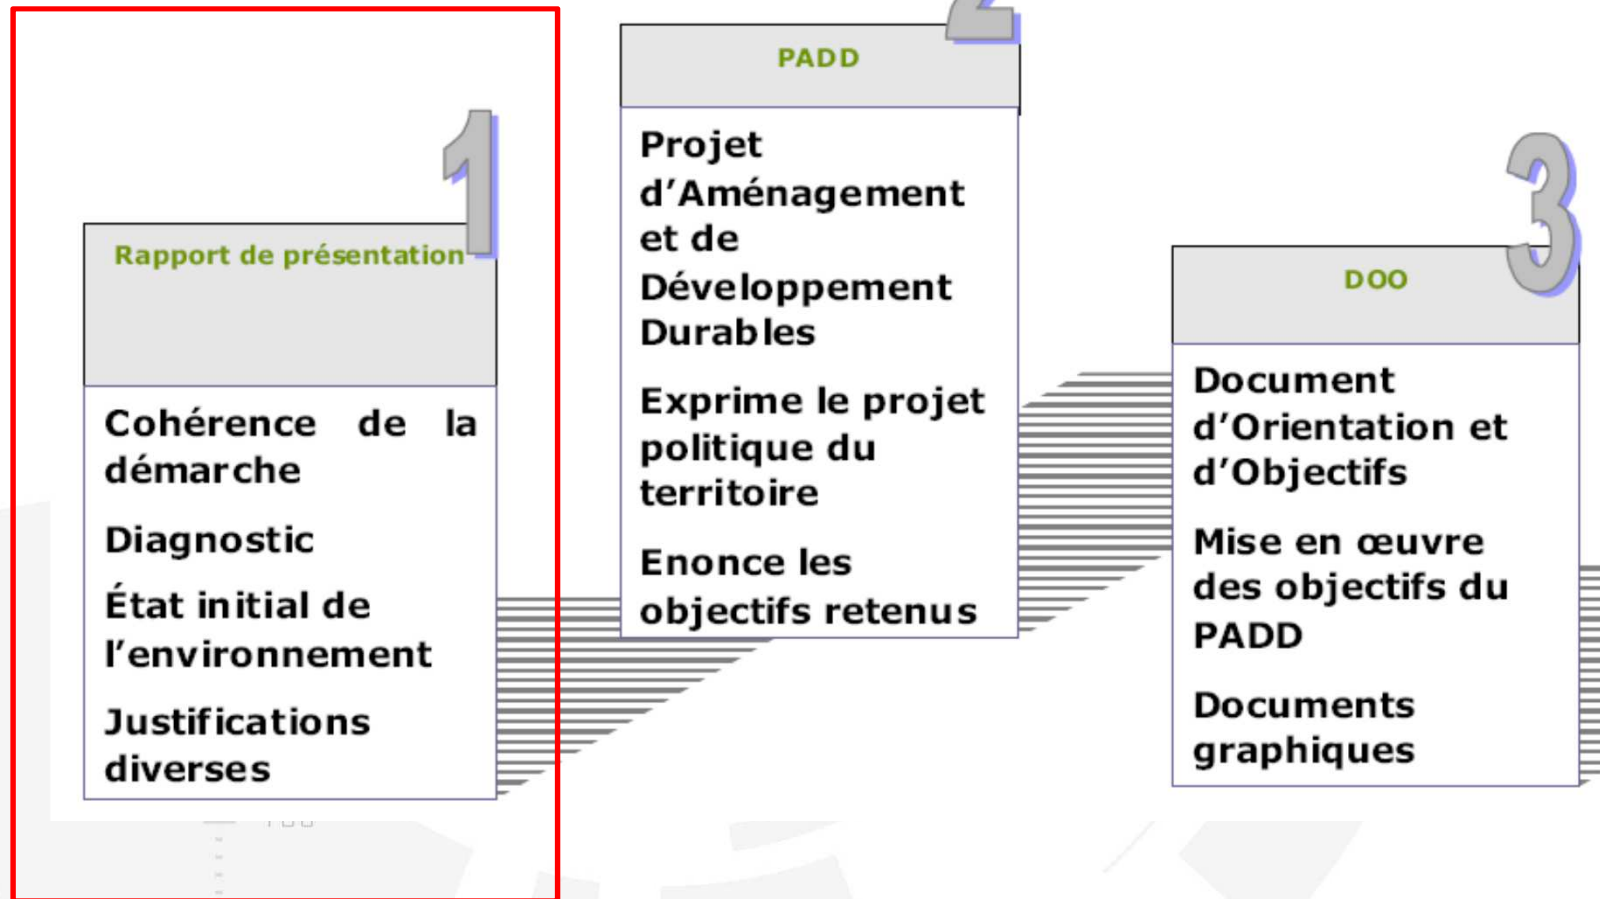 1
Rapport de présentation
Cohérence de la
démarche
Diagnostic
État initial de
l’environnement
Justifications
diverses
2
PADD
Projet
d’Aménagement
et de
Développement
Durables
Exprime le projet
politique du
territoire
Enonce les
objectifs retenus
3
DOO
Document
d’Orientation et
d’Objectifs
Mise en œuvre
des objectifs du
PADD
Documents
graphiques